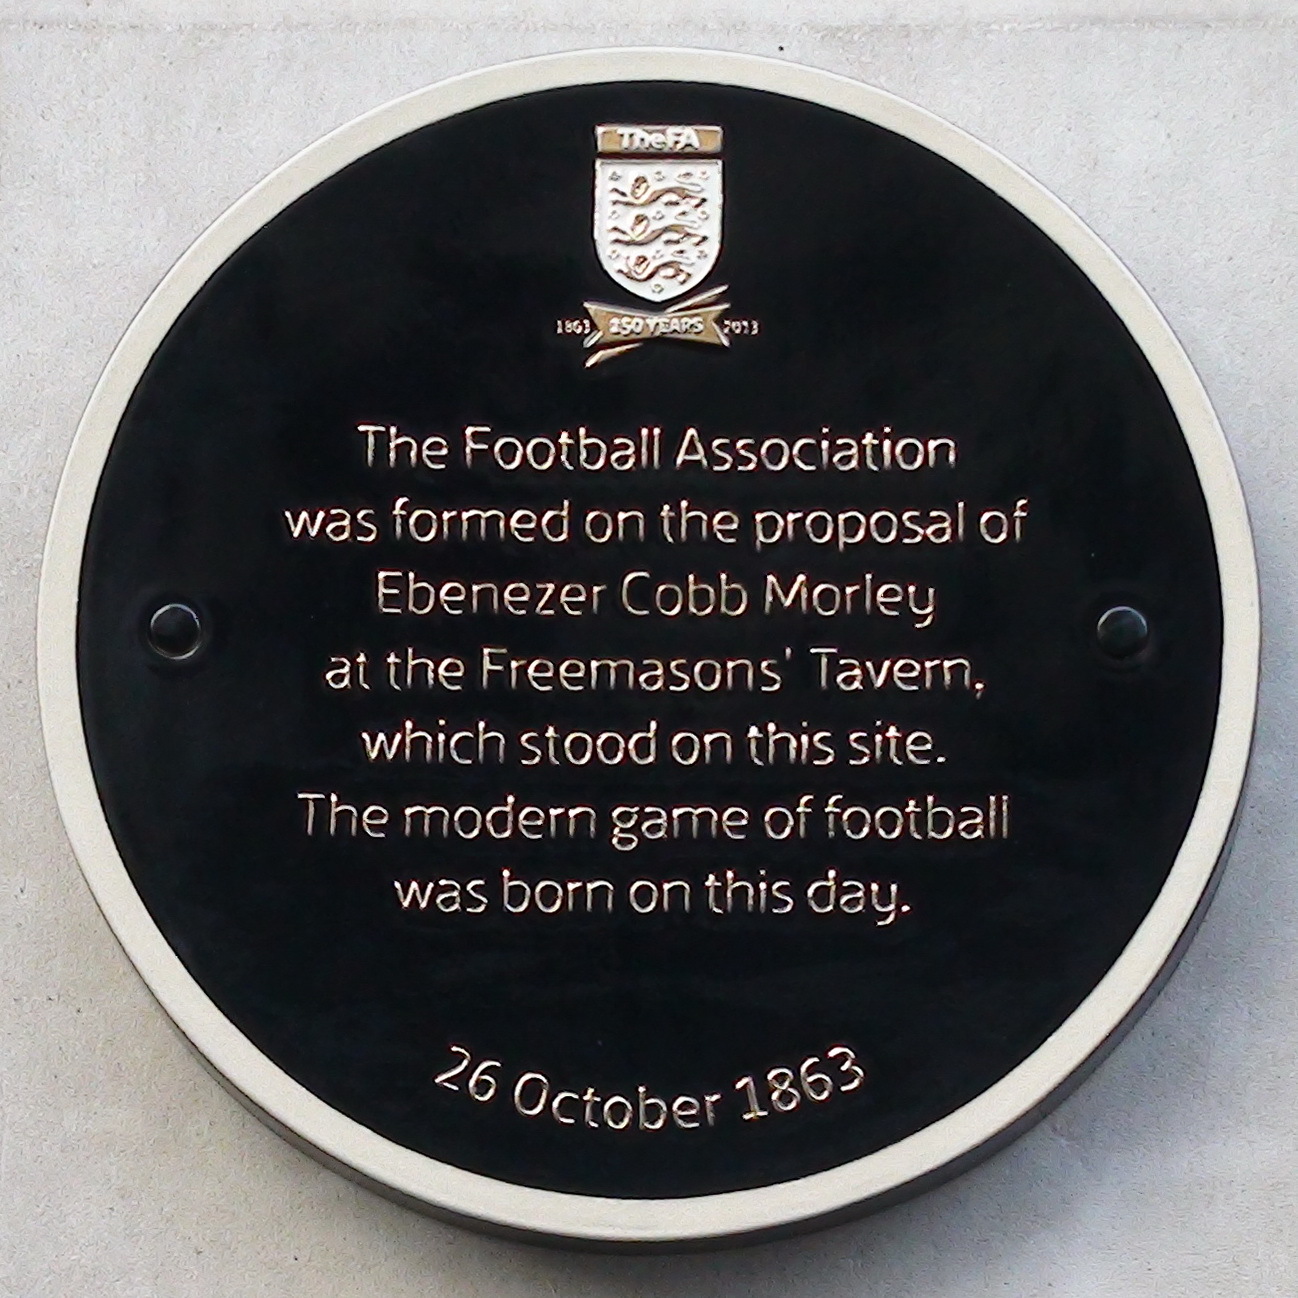 The FA
1863 150 YEARS 2013
The Football Association
was formed on the proposal of
Ebenezer Cobb Morley
at the Freemasons' Tavern,
which stood on this site.
The modern game of football
was born on this day.
26 October 1863